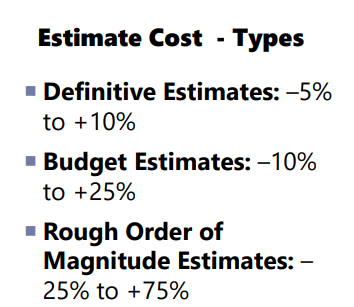 Estimate Cost  - Types
Definitive Estimates: –5%
to +10%
Budget Estimates: –10%
to +25%
Rough Order of
Magnitude Estimates: –
25% to +75%